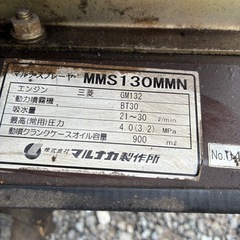 マルナカスプレーヤー MMS130MMN
エンジン 三菱 GM132
動力噴霧機 BT30
吸水量 21~30 ℓ/min
最高(常用)圧力 4.0(3.2) MPa
動噴クランクケースオイル容量 900 mℓ
株式会社 マルナカ製作所